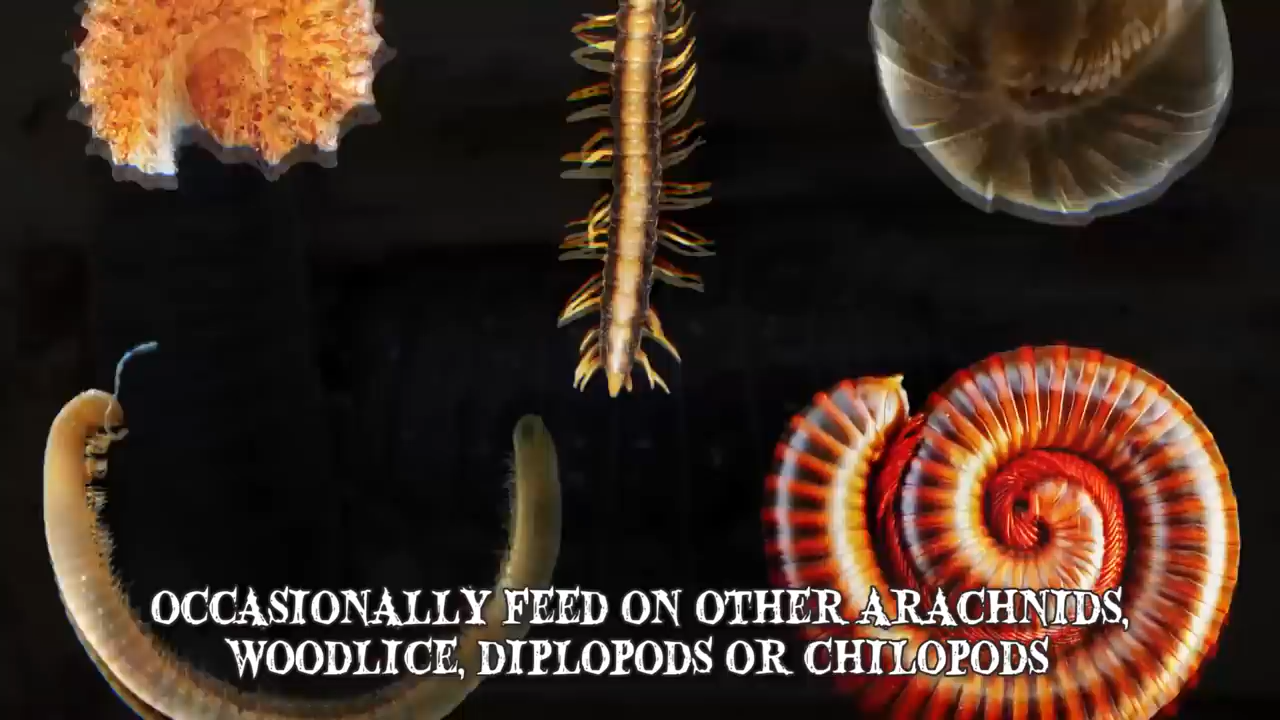 OCCASIONALLY FEED ON OTHER ARACHNIDS,
WOODLICE, DIPLOPODS OR CHILOPODS